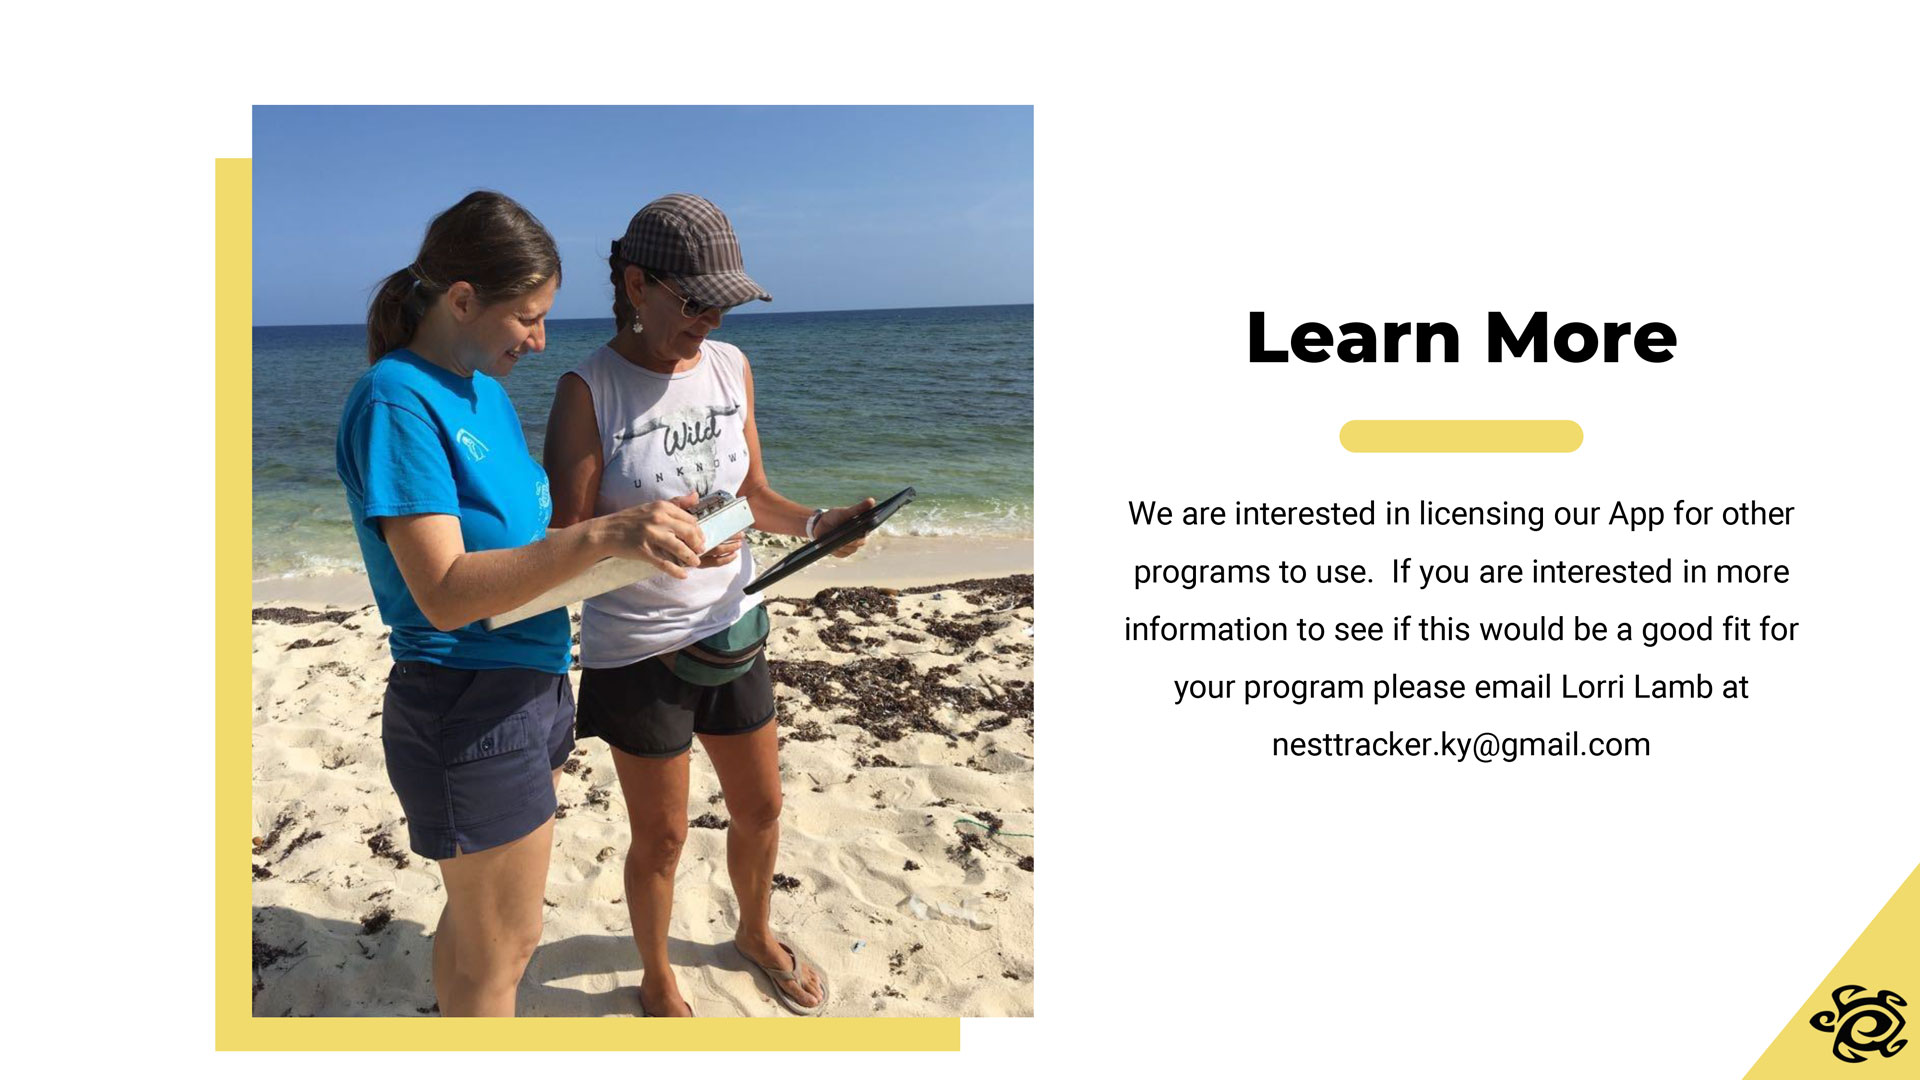 Wild
UNKNOWN
Learn More
We are interested in licensing our App for other
programs to use.  If you are interested in more
information to see if this would be a good fit for
your program please email Lorri Lamb at
nesttracker.ky@gmail.com